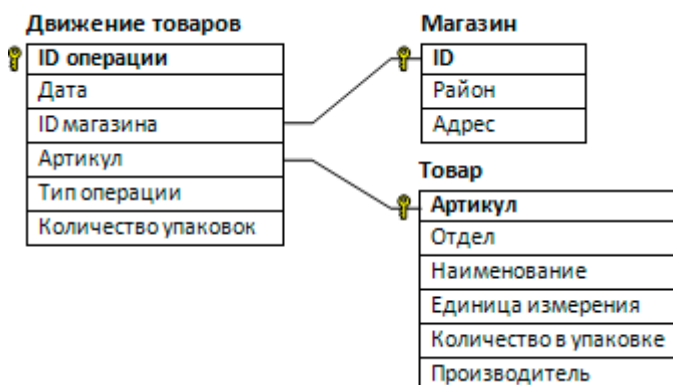 Движение товаров
ID операции
Дата
ID магазина
Артикул
Тип операции
Количество упаковок
Магазин
ID
Район
Адрес
Товар
Артикул
Отдел
Наименование
Единица измерения
Количество в упаковке
Производитель